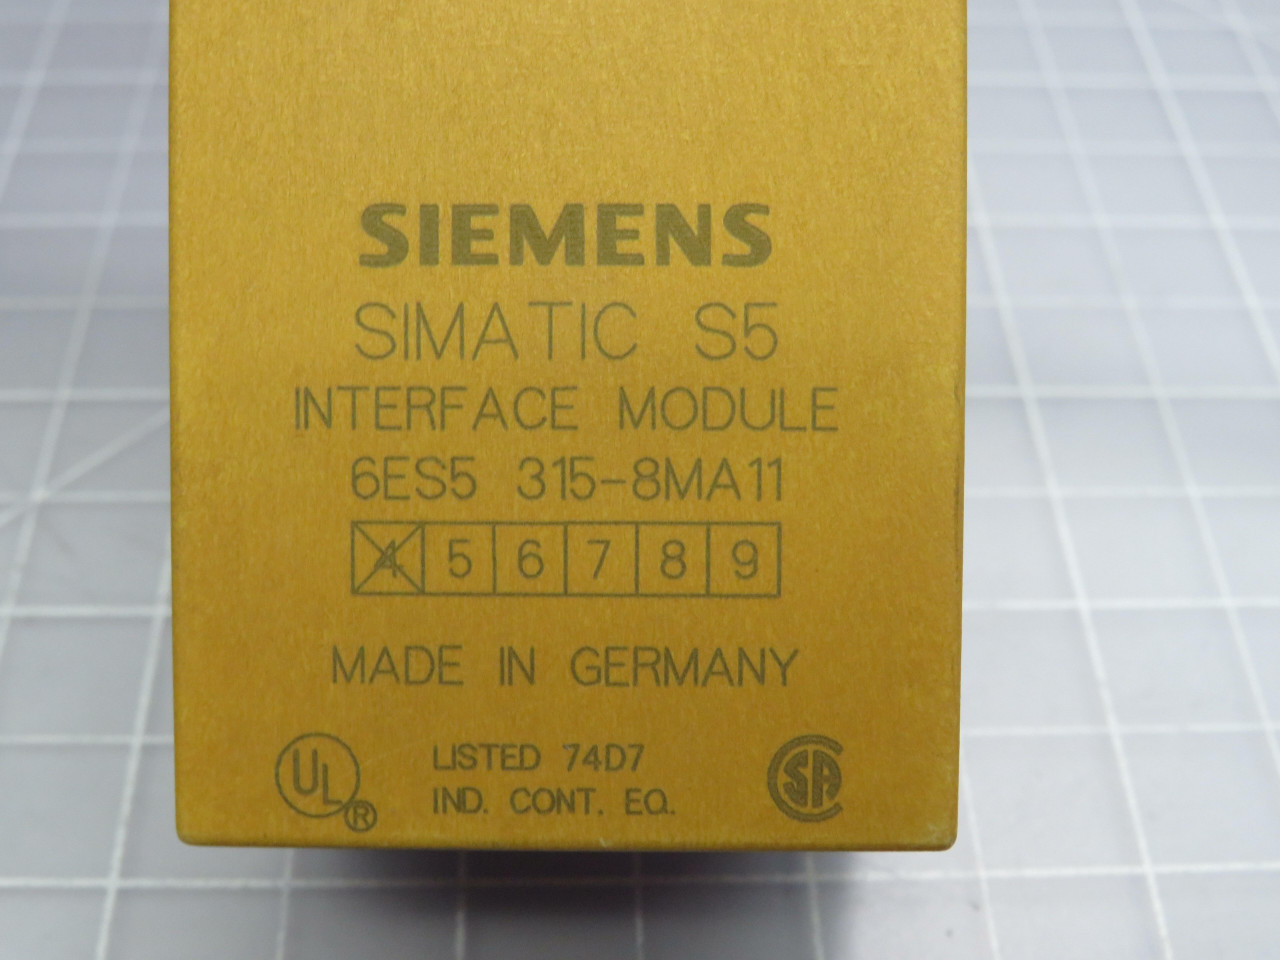 SIEMENS
SIMATIC S5
INTERFACE MODULE
6ES5 315-8MA11
4 5 6 7 8 9
MADE IN GERMANY
UL ® LISTED 74D7
IND. CONT. EQ.
SA